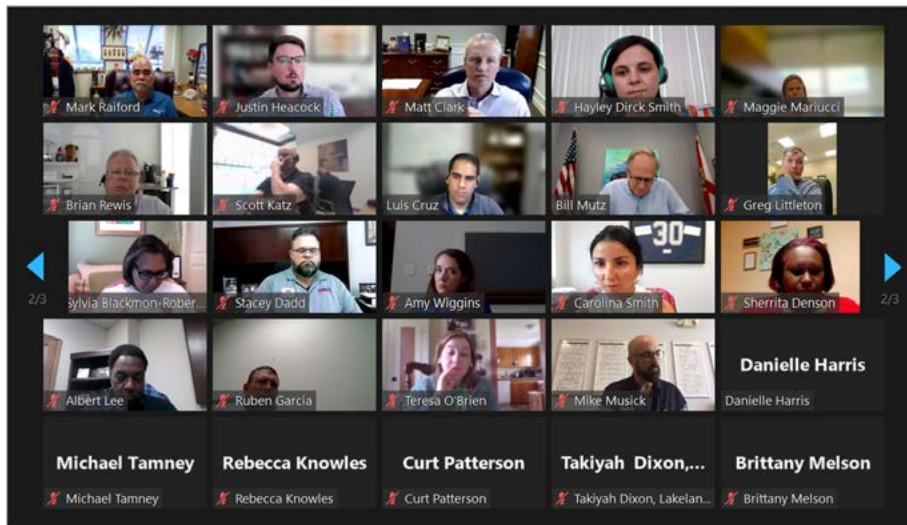 Mark Raiford
Justin Heacock
Matt Clark
Hayley Dirck Smith
Maggie Mariucci
Brian Rewis
Scott Katz
Luis Cruz
Bill Mutz
Greg Littleton
30
2/3
Sylvia Blackmon-Rober...
Stacey Dadd
Amy Wiggins
Carolina Smith
Sherrita Denson
2/3
Albert Lee
Ruben Garcia
Teresa O'Brien
Mike Musick
Danielle Harris
Danielle Harris
Michael Tamney
Rebecca Knowles
Curt Patterson
Takiyah Dixon,...
Brittany Melson
Michael Tamney
Rebecca Knowles
Curt Patterson
Takiyah Dixon, Lakelan...
Brittany Melson